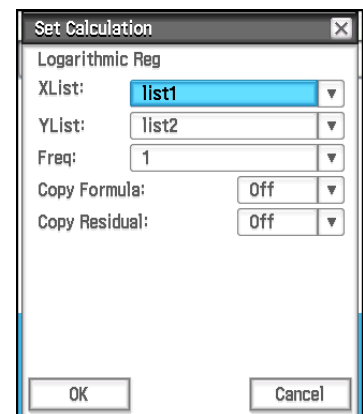 Set Calculation
Logarithmic Reg
XList: list1
YList: list2
Freq: 1
Copy Formula: Off
Copy Residual: Off
OK Cancel